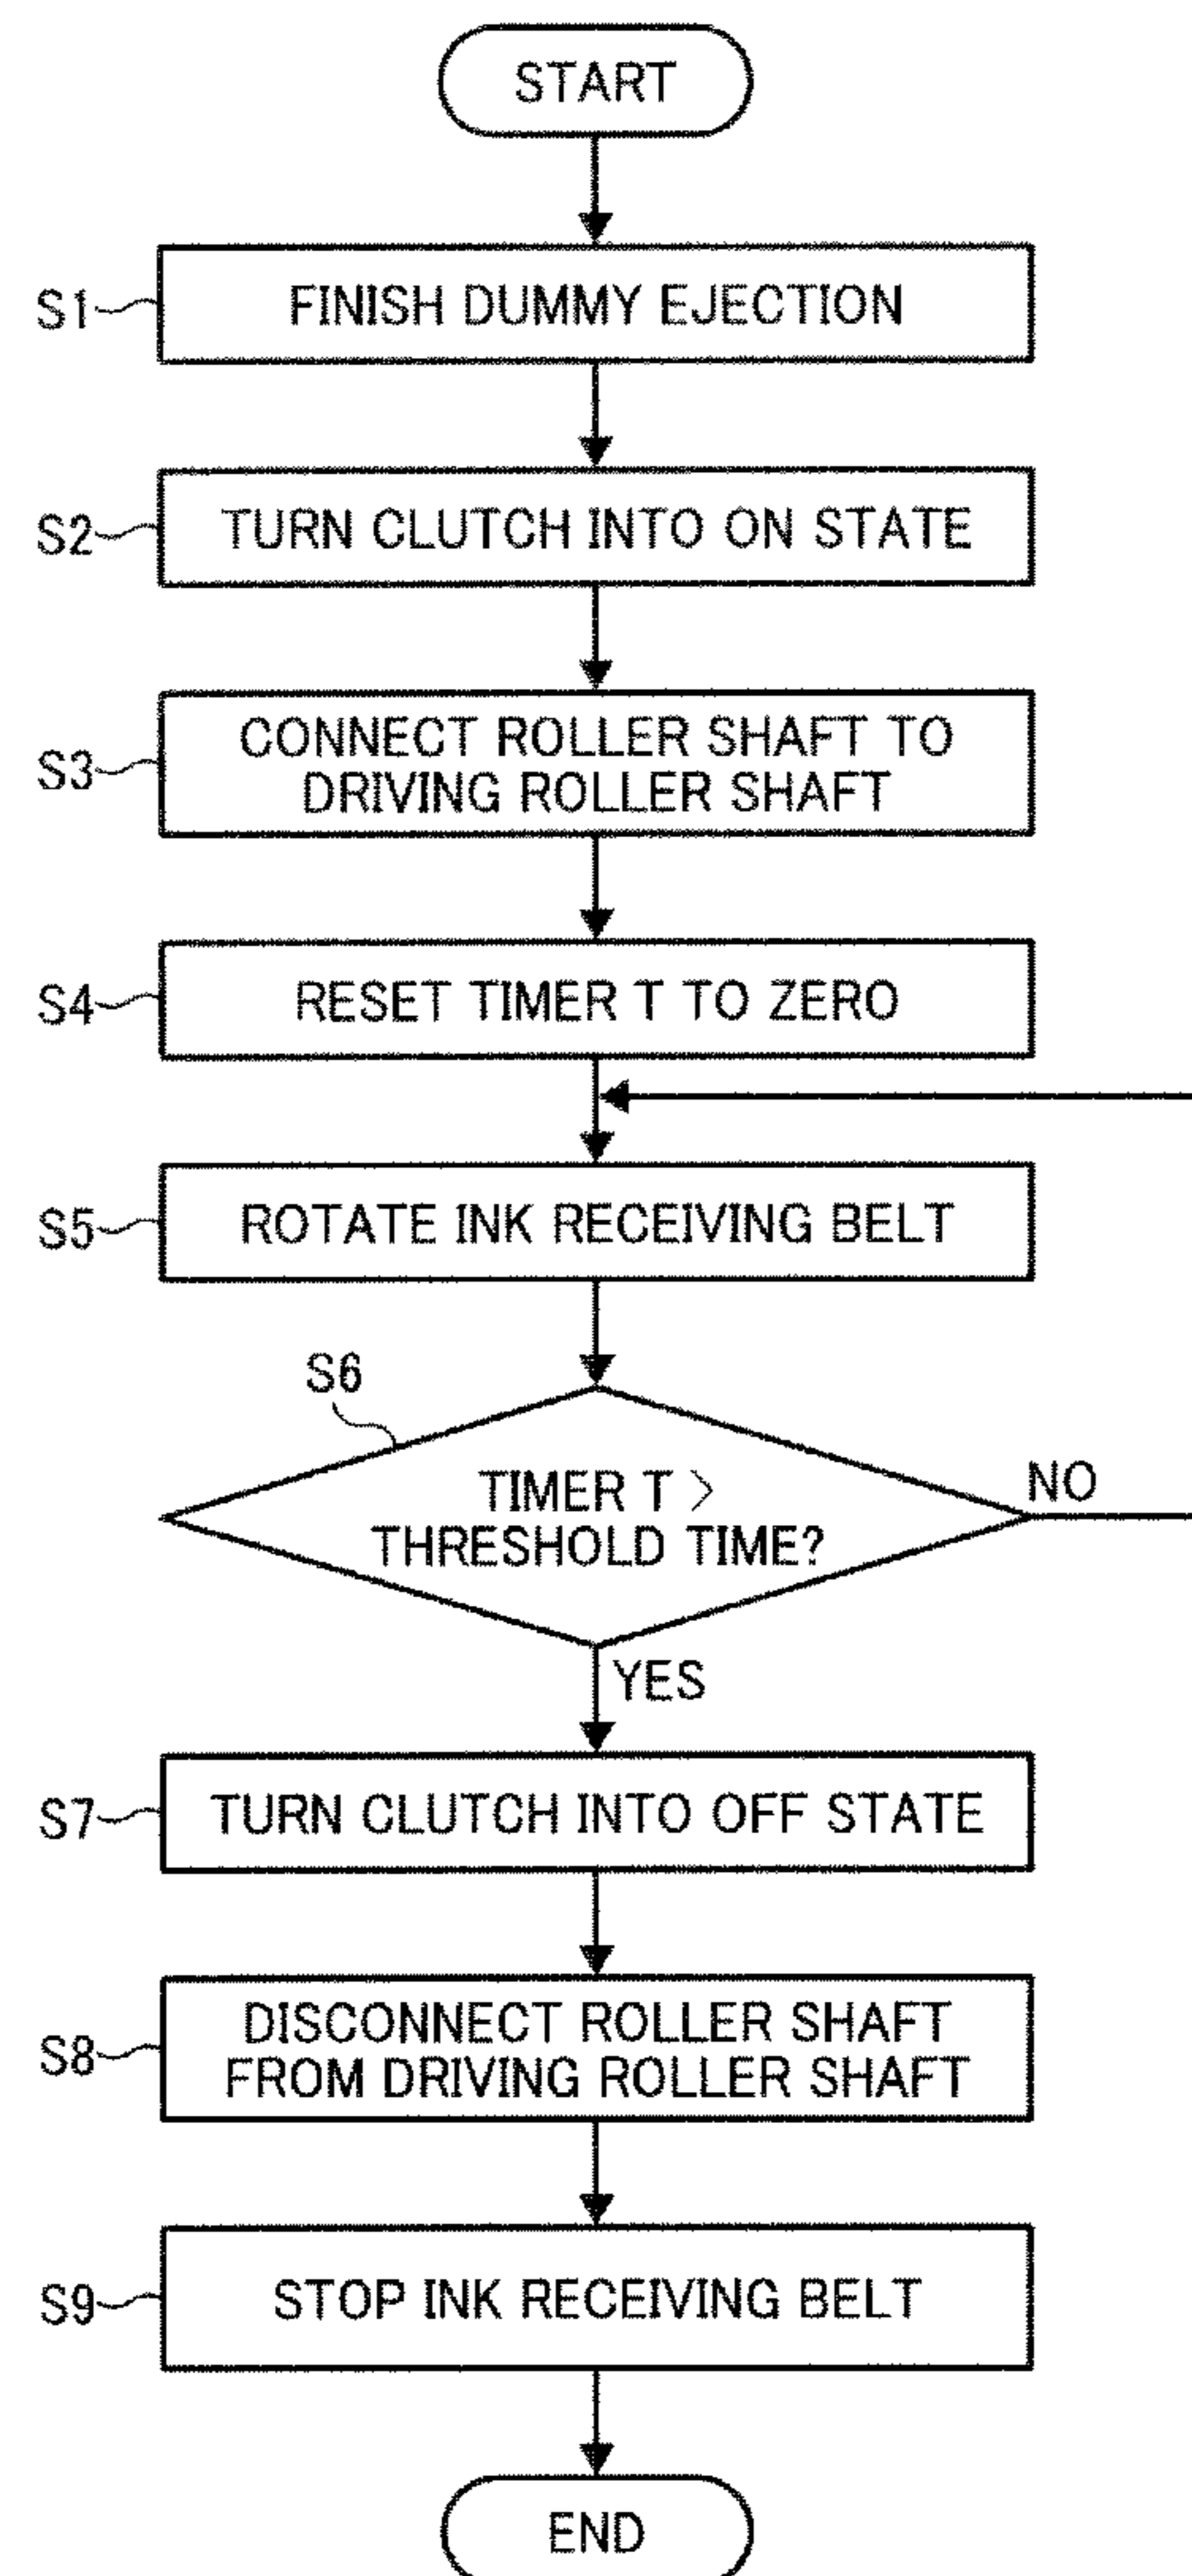 START
S1
FINISH DUMMY EJECTION
S2
TURN CLUTCH INTO ON STATE
S3
CONNECT ROLLER SHAFT TO
DRIVING ROLLER SHAFT
S4
RESET TIMER T TO ZERO
S5
ROTATE INK RECEIVING BELT
S6
TIMER T >
THRESHOLD TIME?
NO
YES
S7
TURN CLUTCH INTO OFF STATE
S8
DISCONNECT ROLLER SHAFT
FROM DRIVING ROLLER SHAFT
S9
STOP INK RECEIVING BELT
END